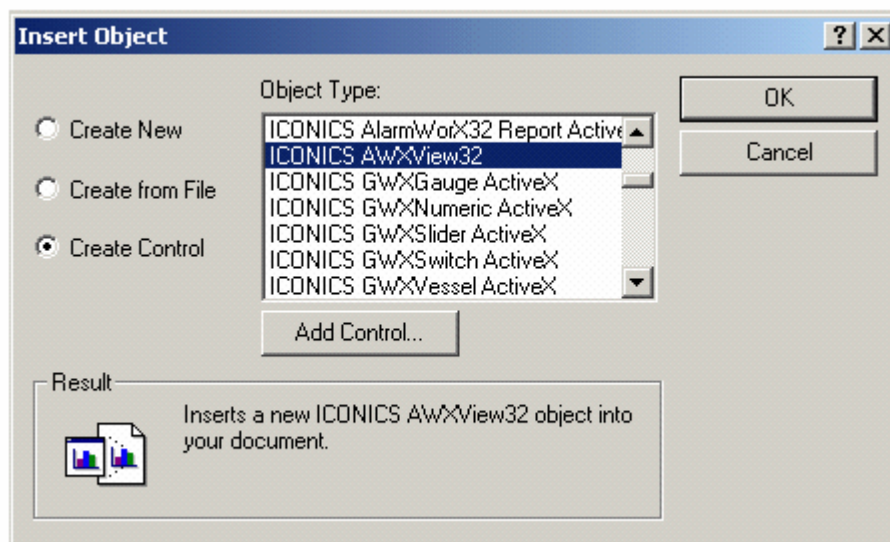 Insert Object
Object Type:
Create New
Create from File
Create Control
ICONICS AlarmWorX32 Report Active
ICONICS AWXView32
ICONICS GWXGauge ActiveX
ICONICS GWXNumeric ActiveX
ICONICS GWXSlider ActiveX
ICONICS GWXSwitch ActiveX
ICONICS GWXVessel ActiveX
Add Control...
OK
Cancel
Result
Inserts a new ICONICS AWXView32 object into
your document.